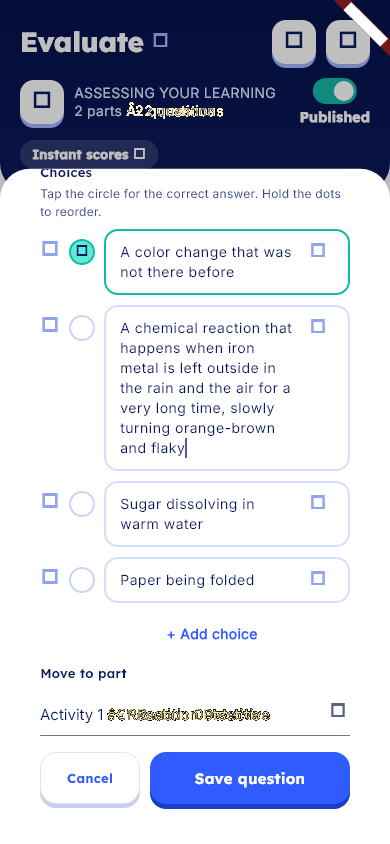 Evaluate
ASSESSING YOUR LEARNING
2 parts
Published
Instant scores
Choices
Tap the circle for the correct answer. Hold the dots
to reorder.
A color change that was
not there before
A chemical reaction that
happens when iron
metal is left outside in
the rain and the air for a
very long time, slowly
turning orange-brown
and flaky
Sugar dissolving in
warm water
Paper being folded
+ Add choice
Move to part
Activity 1
Cancel
Save question